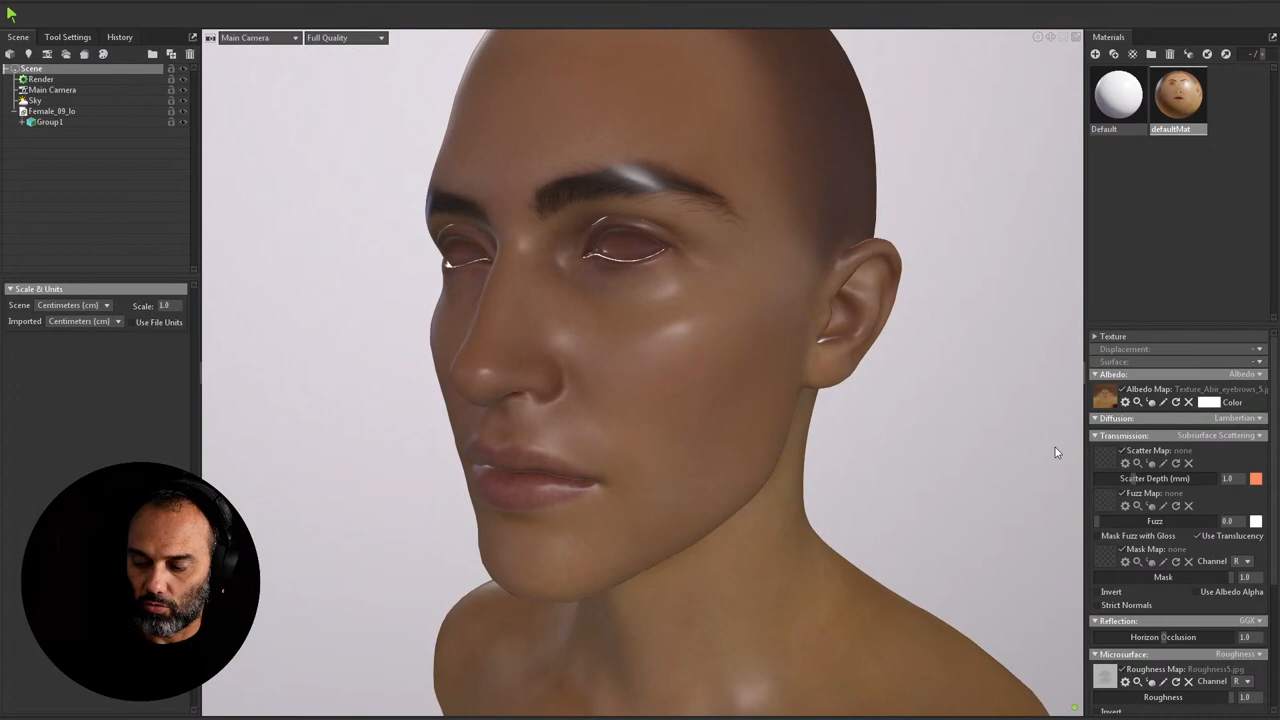 Scene Tool Settings History
Main Camera Full Quality
Scene
Render
Main Camera
Sky
Female_09_lo
Group1
Scale & Units
Scene Centimeters (cm) Scale: 1.0
Imported Centimeters (cm) Use File Units
Materials
-/
Default defaultMat
Texture
Displacement: -
Surface: -
Albedo: Albedo
Albedo Map: 
Color
Diffusion: Lambertian
Transmission: Subsurface Scattering
Scatter Map: none
Scatter Depth (mm) 1.0
Fuzz Map: none
Fuzz 0.0
Mask Fuzz with Gloss Use Translucency
Mask Map: none
Channel R
Mask 1.0
Invert Use Albedo Alpha
Strict Normals
Reflection: GGX
Horizon Occlusion 1.0
Microsurface: Roughness
Roughness Map: Roughness5.jpg
Channel R
Roughness 1.0
Invert